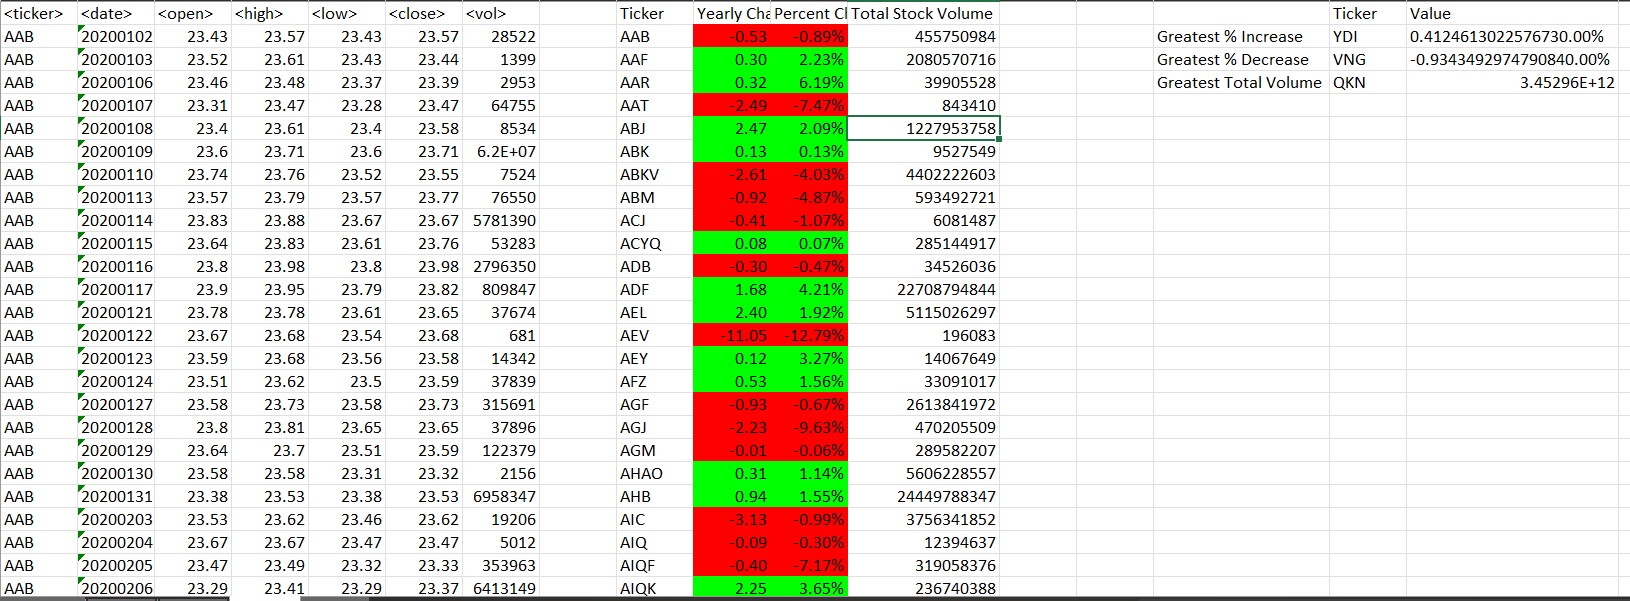 <ticker> <date> <open> <high> <low> <close> <vol> Ticker Yearly Cha Percent Cl Total Stock Volume Ticker Value
AAB 20200102 23.43 23.57 23.43 23.57 28522 AAB -0.53 -0.89% 455750984 Greatest % Increase YDI 0.4124613022576730.00%
AAB 20200103 23.52 23.61 23.43 23.44 1399 AAF 0.30 2.23% 2080570716 Greatest % Decrease VNG -0.9343492974790840.00%
AAB 20200106 23.46 23.48 23.37 23.39 2953 AAR 0.32 6.19% 39905528 Greatest Total Volume QKN 3.45296E+12
AAB 20200107 23.31 23.47 23.28 23.47 64755 AAT -2.49 -7.47% 843410
AAB 20200108 23.4 23.61 23.4 23.58 8534 ABJ 2.47 2.09% 1227953758
AAB 20200109 23.6 23.71 23.6 23.71 6.2E+07 ABK 0.13 0.13% 9527549
AAB 20200110 23.74 23.76 23.52 23.55 7524 ABKV -2.61 -4.03% 4402222603
AAB 20200113 23.57 23.79 23.57 23.77 76550 ABM -0.92 -4.87% 593492721
AAB 20200114 23.83 23.88 23.67 23.67 5781390 ACJ -0.41 -1.07% 6081487
AAB 20200115 23.64 23.83 23.61 23.76 53283 ACYQ 0.08 0.07% 285144917
AAB 20200116 23.8 23.98 23.8 23.98 2796350 ADB -0.30 -0.47% 34526036
AAB 20200117 23.9 23.95 23.79 23.82 809847 ADF 1.68 4.21% 22708794844
AAB 20200121 23.78 23.78 23.61 23.65 37674 AEL 2.40 1.92% 5115026297
AAB 20200122 23.67 23.68 23.54 23.68 681 AEV -11.05 -12.79% 196083
AAB 20200123 23.59 23.68 23.56 23.58 14342 AEY 0.12 3.27% 14067649
AAB 20200124 23.51 23.62 23.5 23.59 37839 AFZ 0.53 1.56% 33091017
AAB 20200127 23.58 23.73 23.58 23.73 315691 AGF -0.93 -0.67% 2613841972
AAB 20200128 23.8 23.81 23.65 23.65 37896 AGJ -2.23 -9.63% 470205509
AAB 20200129 23.64 23.7 23.51 23.59 122379 AGM -0.01 -0.06% 289582207
AAB 20200130 23.58 23.58 23.31 23.32 2156 AHAO 0.31 1.14% 5606228557
AAB 20200131 23.38 23.53 23.38 23.53 6958347 AHB 0.94 1.55% 24449788347
AAB 20200203 23.53 23.62 23.46 23.62 19206 AIC -3.13 -0.99% 3756341852
AAB 20200204 23.67 23.67 23.47 23.47 5012 AIQ -0.09 -0.30% 12394637
AAB 20200205 23.47 23.49 23.32 23.33 353963 AIQF -0.40 -7.17% 319058376
AAB 20200206 23.29 23.41 23.29 23.37 6413149 AIQK 2.25 3.65% 236740388